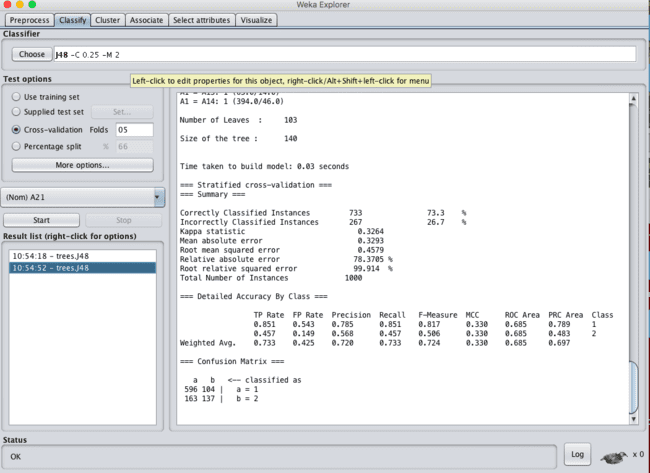 Weka Explorer
Preprocess Classify Cluster Associate Select attributes Visualize
Classifier
Choose J48 -C 0.25 -M 2
Test options
Left-click to edit properties for this object, right-click/Alt+Shift+left-click for menu
Use training set
Supplied test set Set...
Cross-validation Folds 05
Percentage split % 66
More options...
(Nom) A21
Start Stop
Result list (right-click for options)
10:54:18 - trees.J48
10:54:52 - trees.J48
A1 = A14: 1 (394.0/46.0)
Number of Leaves : 103
Size of the tree : 140
Time taken to build model: 0.03 seconds
=== Stratified cross-validation ===
=== Summary ===
Correctly Classified Instances 733 73.3 %
Incorrectly Classified Instances 267 26.7 %
Kappa statistic 0.3264
Mean absolute error 0.3293
Root mean squared error 0.4579
Relative absolute error 78.3705 %
Root relative squared error 99.914 %
Total Number of Instances 1000
=== Detailed Accuracy By Class ===
TP Rate FP Rate Precision Recall F-Measure MCC ROC Area PRC Area Class
0.851 0.543 0.785 0.851 0.817 0.330 0.685 0.789 1
0.457 0.149 0.568 0.457 0.506 0.330 0.685 0.483 2
Weighted Avg. 0.733 0.425 0.720 0.733 0.724 0.330 0.685 0.697
=== Confusion Matrix ===
a b <-- classified as
596 104 | a = 1
163 137 | b = 2
Status
OK
Log
x 0